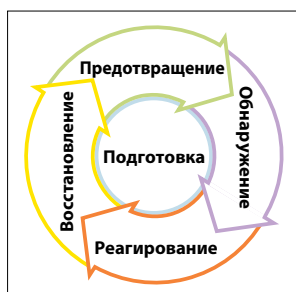 Предотвращение
Обнаружение
Подготовка
Восстановление
Реагирование